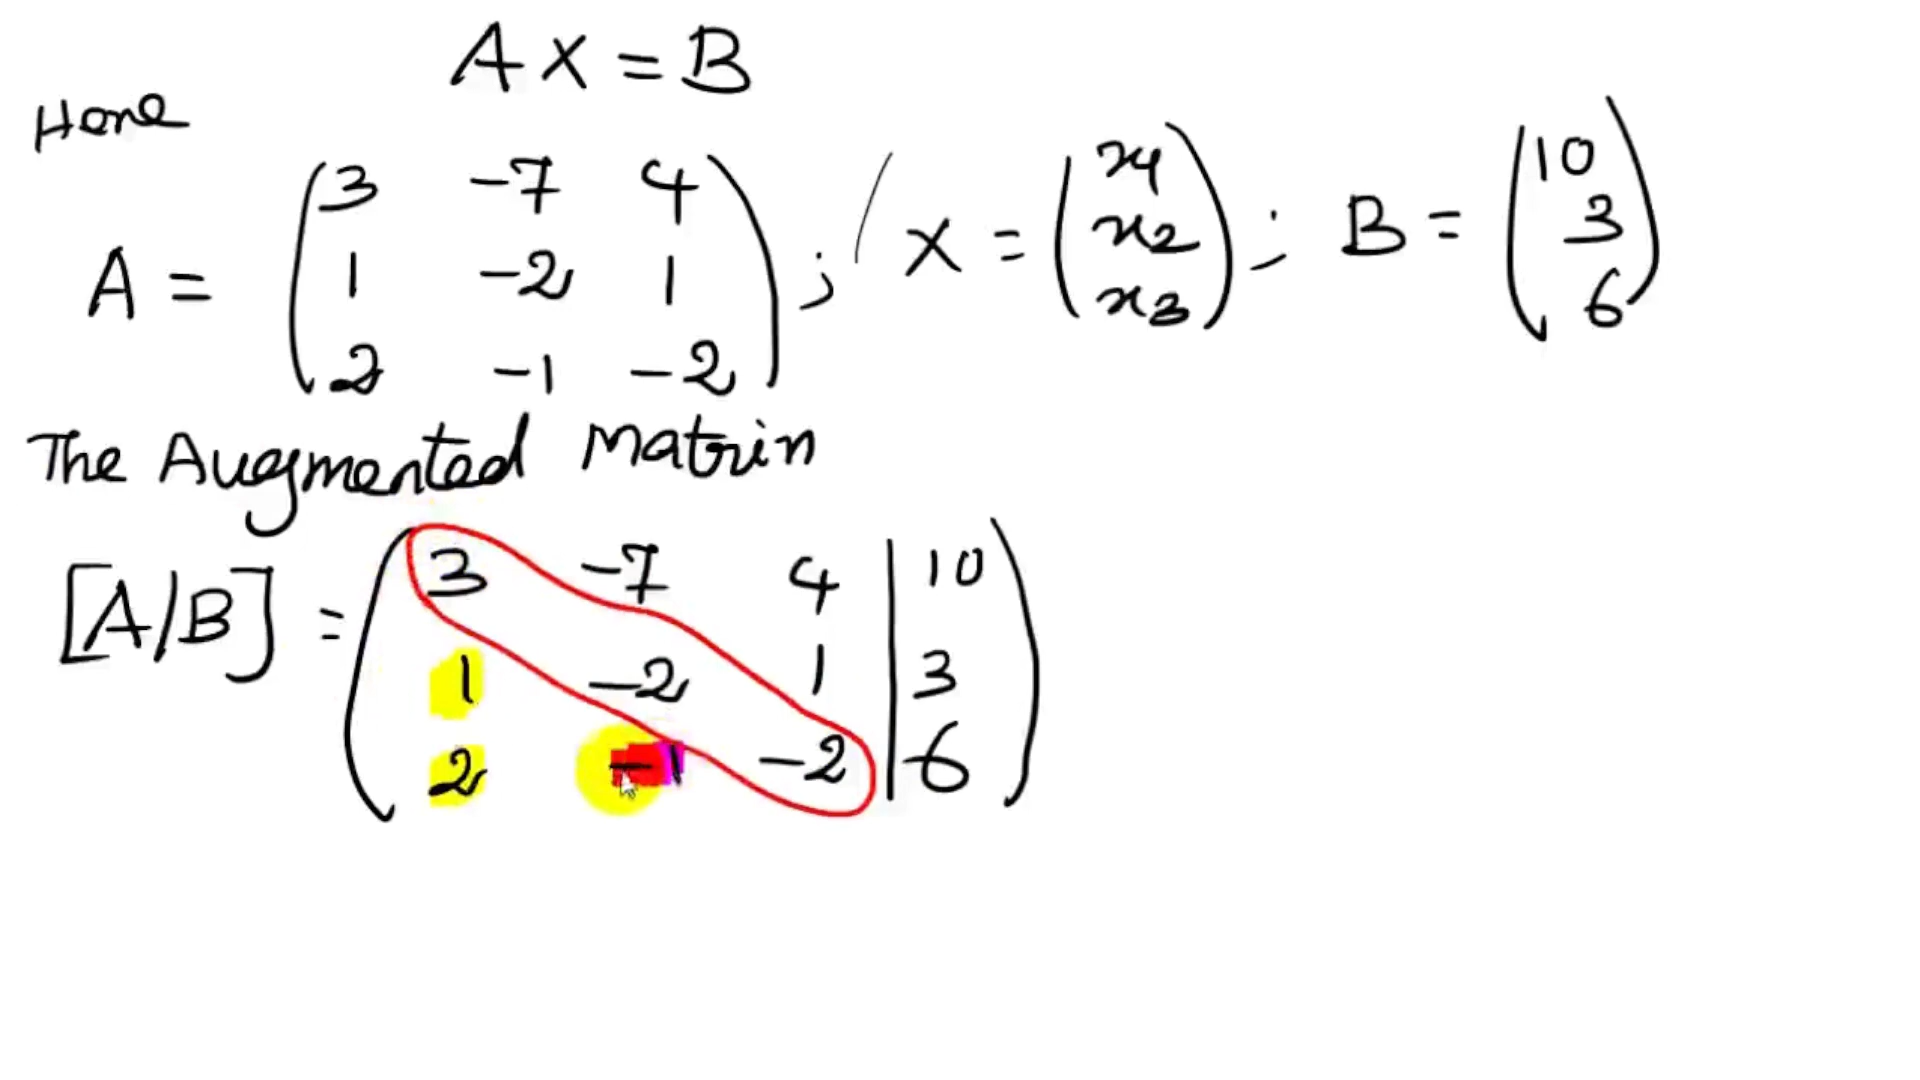 AX = B
Here
A = (3 -7 4; X = (x1 ; B = (10
1 -2 1 x2 3
2 -1 -2) x3) 6)
The Augmented Matrix
[A/B] = (3 -7 4 | 10
1 -2 1 | 3
2 -1 -2 | 6)